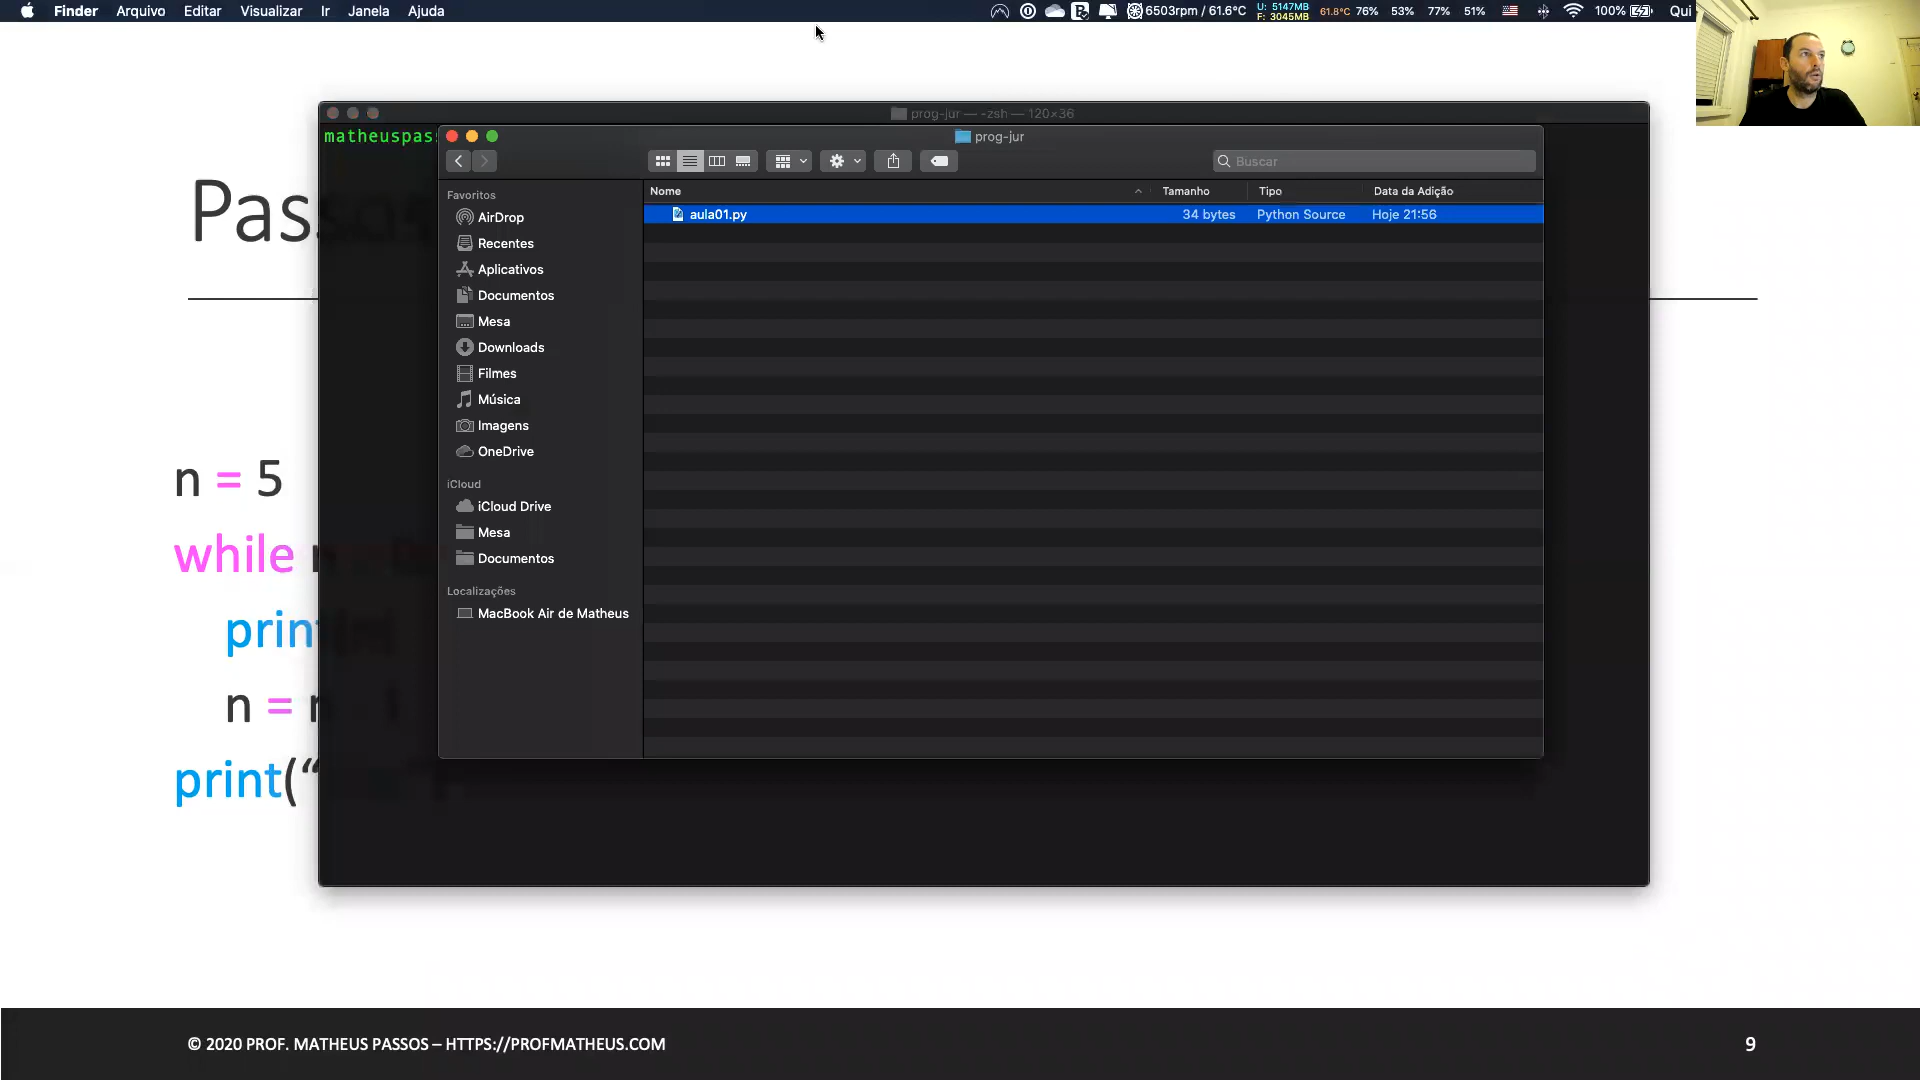 Finder Arquivo Editar Visualizar Ir Janela Ajuda 6503rpm / 61.6°C U: 5147MB F: 3045MB 61.8°C 76% 53% 77% 51% 100% Qui
prog-jur — -zsh — 120×36
matheuspas
prog-jur
Buscar
Nome Tamanho Tipo Data da Adição
aula01.py 34 bytes Python Source Hoje 21:56
Favoritos
AirDrop
Recentes
Aplicativos
Documentos
Mesa
Downloads
Filmes
Música
Imagens
OneDrive
iCloud
iCloud Drive
Mesa
Documentos
Localizações
MacBook Air de Matheus
Pass
n = 5
while n
prin
n = n
print(“
© 2020 PROF. MATHEUS PASSOS – HTTPS://PROFMATHEUS.COM
9